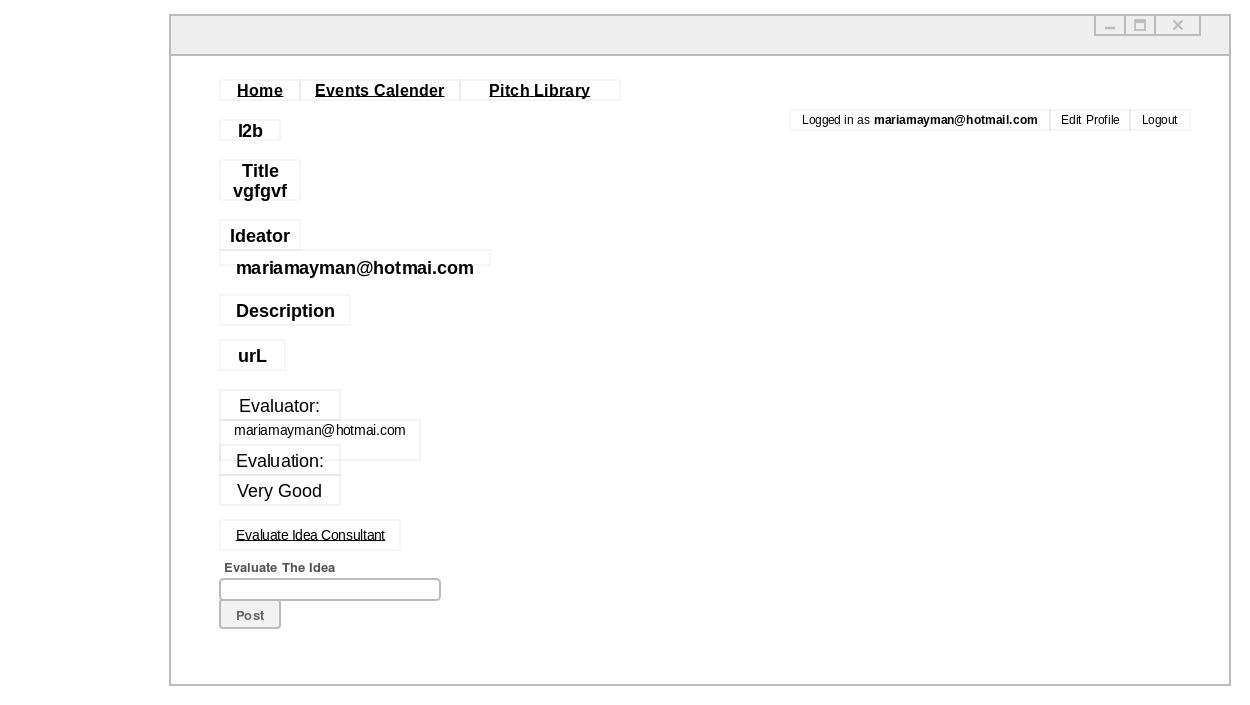 Home Events Calender Pitch Library
Logged in as mariamayman@hotmail.com Edit Profile Logout
I2b
Title
vgfgvf
Ideator
mariamayman@hotmai.com
Description
urL
Evaluator:
mariamayman@hotmai.com
Evaluation:
Very Good
Evaluate Idea Consultant
Evaluate The Idea
Post